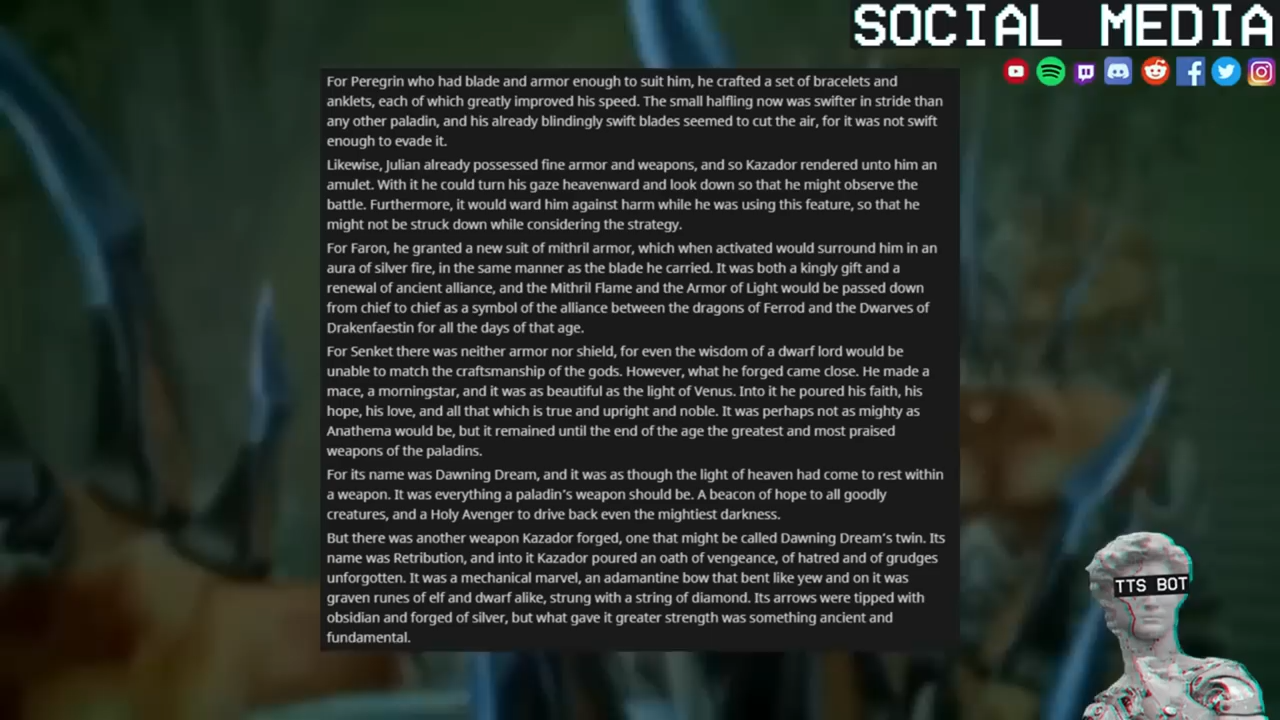 SOCIAL MEDIA
For Peregrin who had blade and armor enough to suit him, he crafted a set of bracelets and
anklets, each of which greatly improved his speed. The small halfling now was swifter in stride than
any other paladin, and his already blindingly swift blades seemed to cut the air, for it was not swift
enough to evade it.
Likewise, Julian already possessed fine armor and weapons, and so Kazador rendered unto him an
amulet. With it he could turn his gaze heavenward and look down so that he might observe the
battle. Furthermore, it would ward him against harm while he was using this feature, so that he
might not be struck down while considering the strategy.
For Faron, he granted a new suit of mithril armor, which when activated would surround him in an
aura of silver fire, in the same manner as the blade he carried. It was both a kingly gift and a
renewal of ancient alliance, and the Mithril Flame and the Armor of Light would be passed down
from chief to chief as a symbol of the alliance between the dragons of Ferrod and the Dwarves of
Drakenfaestin for all the days of that age.
For Senket there was neither armor nor shield, for even the wisdom of a dwarf lord would be
unable to match the craftsmanship of the gods. However, what he forged came close. He made a
mace, a morningstar, and it was as beautiful as the light of Venus. Into it he poured his faith, his
hope, his love, and all that which is true and upright and noble. It was perhaps not as mighty as
Anathema would be, but it remained until the end of the age the greatest and most praised
weapons of the paladins.
For its name was Dawning Dream, and it was as though the light of heaven had come to rest within
a weapon. It was everything a paladin's weapon should be. A beacon of hope to all goodly
creatures, and a Holy Avenger to drive back even the mightiest darkness.
But there was another weapon Kazador forged, one that might be called Dawning Dream's twin. Its
name was Retribution, and into it Kazador poured an oath of vengeance, of hatred and of grudges
unforgotten. It was a mechanical marvel, an adamantine bow that bent like yew and on it was
graven runes of elf and dwarf alike, strung with a string of diamond. Its arrows were tipped with
obsidian and forged of silver, but what gave it greater strength was something ancient and
fundamental.
TTS BOT